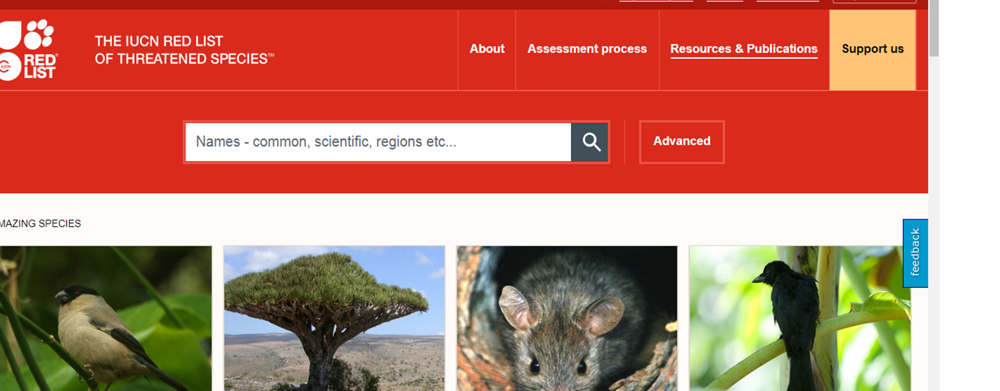 THE IUCN RED LIST
OF THREATENED SPECIES™
RED
LIST
IUCN
About
Assessment process
Resources & Publications
Support us
Names - common, scientific, regions etc...
Advanced
MAZING SPECIES
feedback